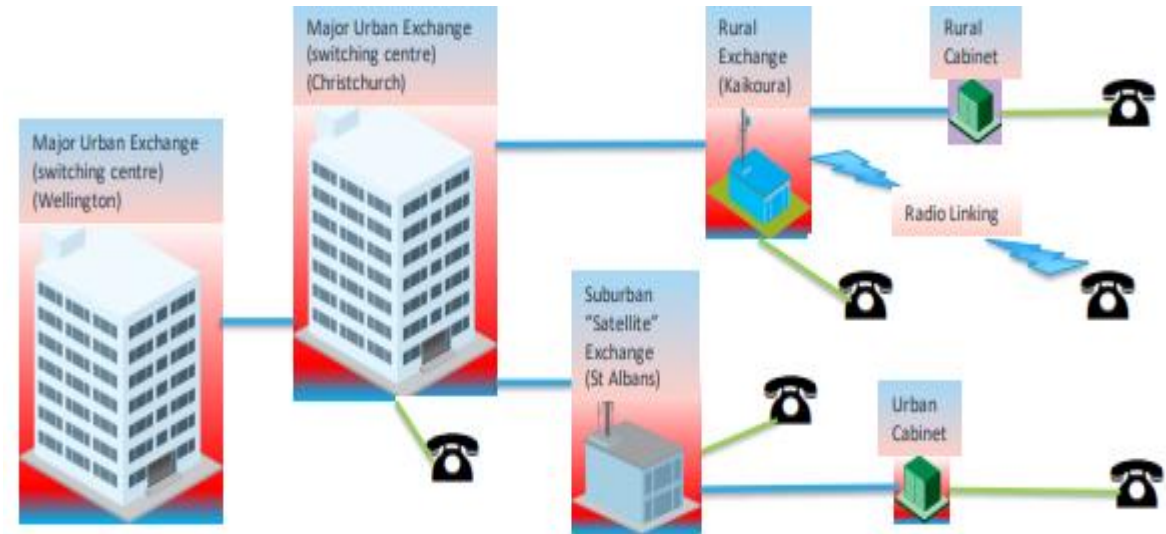 Major Urban Exchange
(switching centre)
(Wellington)
Major Urban Exchange
(switching centre)
(Christchurch)
Rural
Exchange
(Kaikoura)
Rural
Cabinet
Radio Linking
Suburban
“Satellite”
Exchange
(St Albans)
Urban
Cabinet